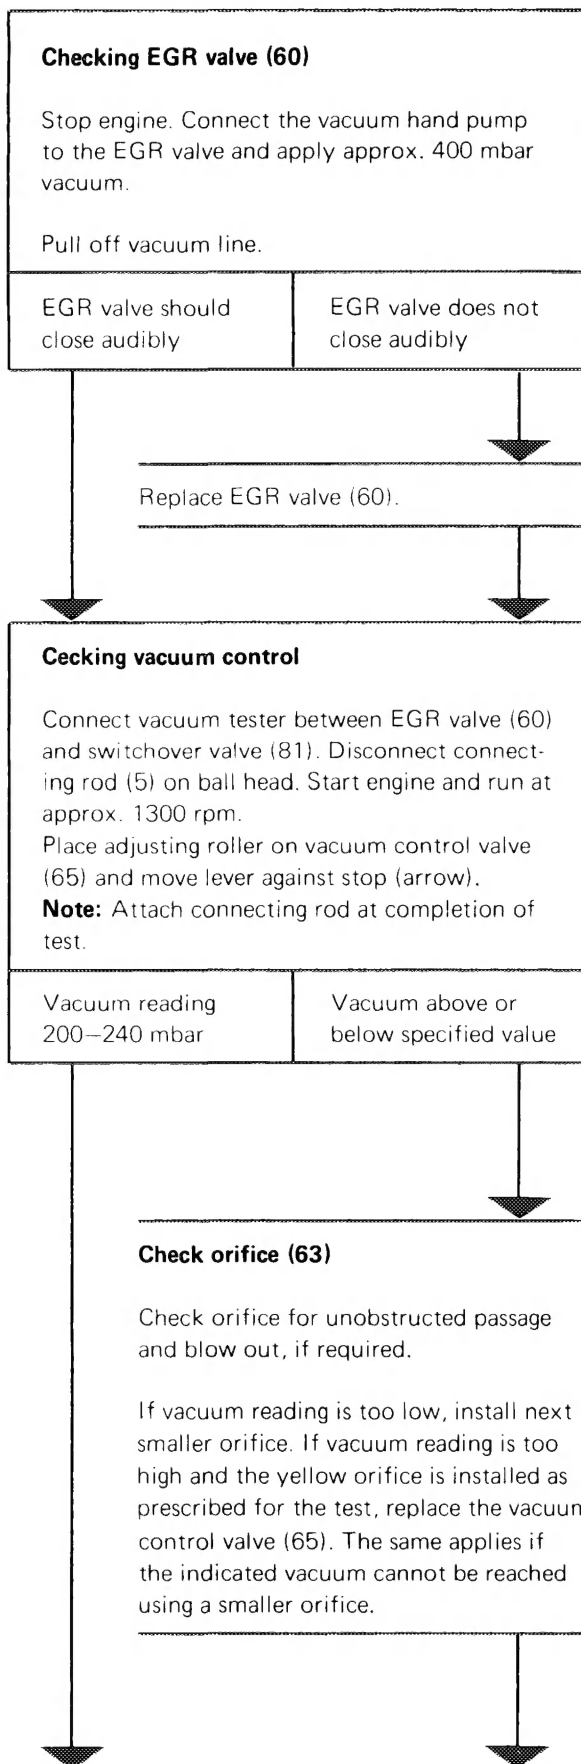 Checking EGR valve (60)
Stop engine. Connect the vacuum hand pump
to the EGR valve and apply approx. 400 mbar
vacuum.
Pull off vacuum line.
EGR valve should
close audibly
EGR valve does not
close audibly
Replace EGR valve (60).
Cecking vacuum control
Connect vacuum tester between EGR valve (60)
and switchover valve (81). Disconnect connect-
ing rod (5) on ball head. Start engine and run at
approx. 1300 rpm.
Place adjusting roller on vacuum control valve
(65) and move lever against stop (arrow).
Note: Attach connecting rod at completion of
test.
Vacuum reading
200–240 mbar
Vacuum above or
below specified value
Check orifice (63)
Check orifice for unobstructed passage
and blow out, if required.
If vacuum reading is too low, install next
smaller orifice. If vacuum reading is too
high and the yellow orifice is installed as
prescribed for the test, replace the vacuum
control valve (65). The same applies if
the indicated vacuum cannot be reached
using a smaller orifice.